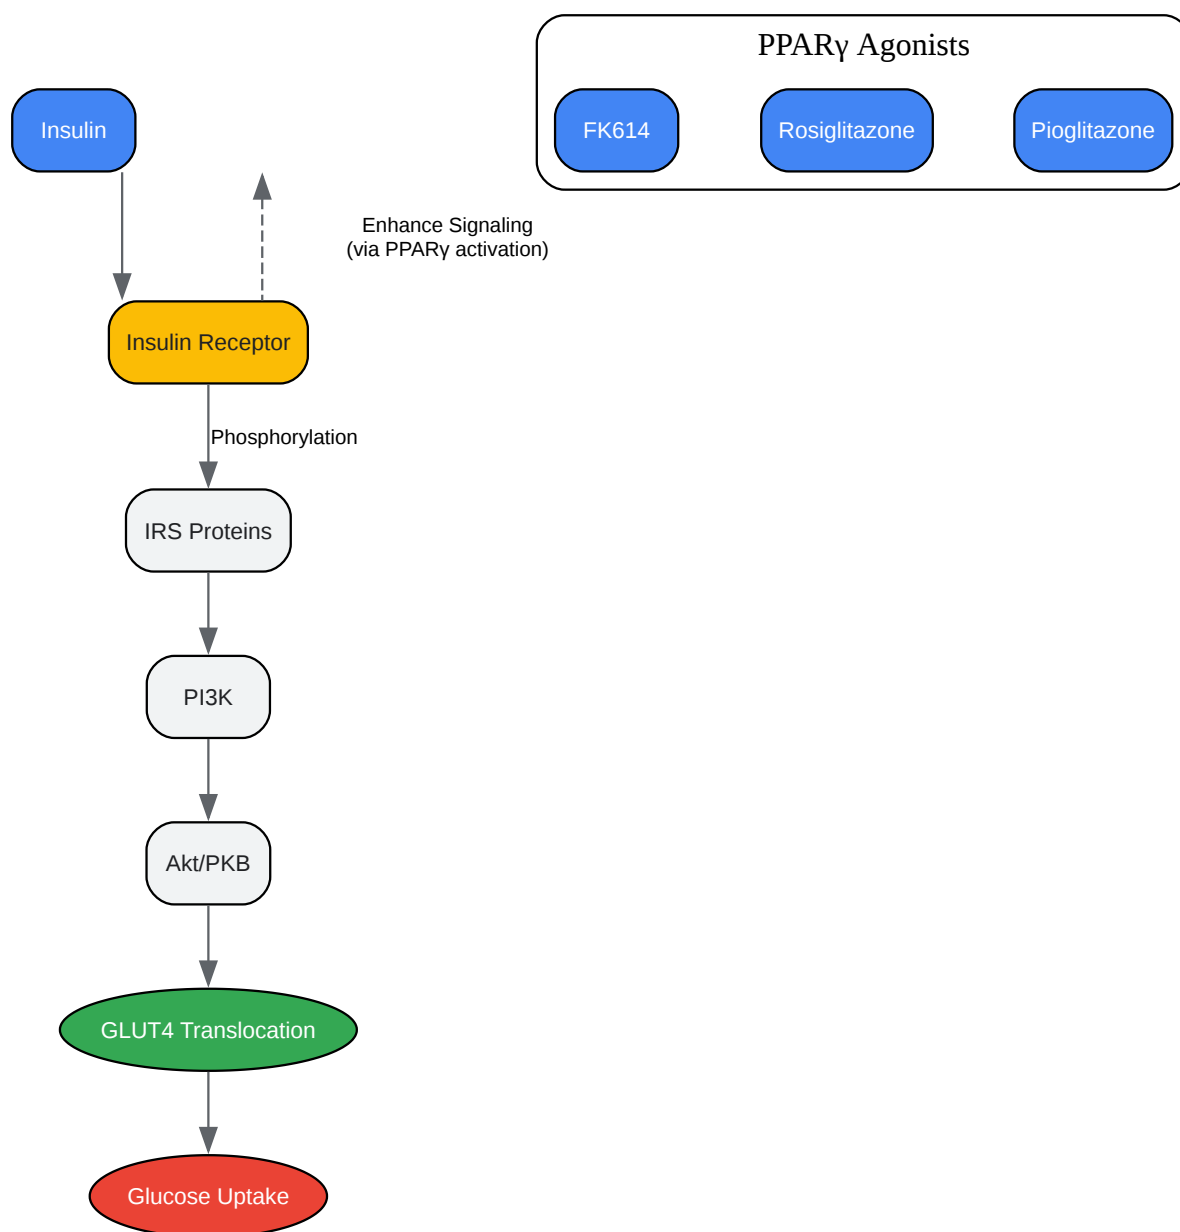 PPARγ Agonists
Insulin
FK614
Rosiglitazone
Pioglitazone
Enhance Signaling
(via PPARγ activation)
Insulin Receptor
Phosphorylation
IRS Proteins
PI3K
Akt/PKB
GLUT4 Translocation
Glucose Uptake